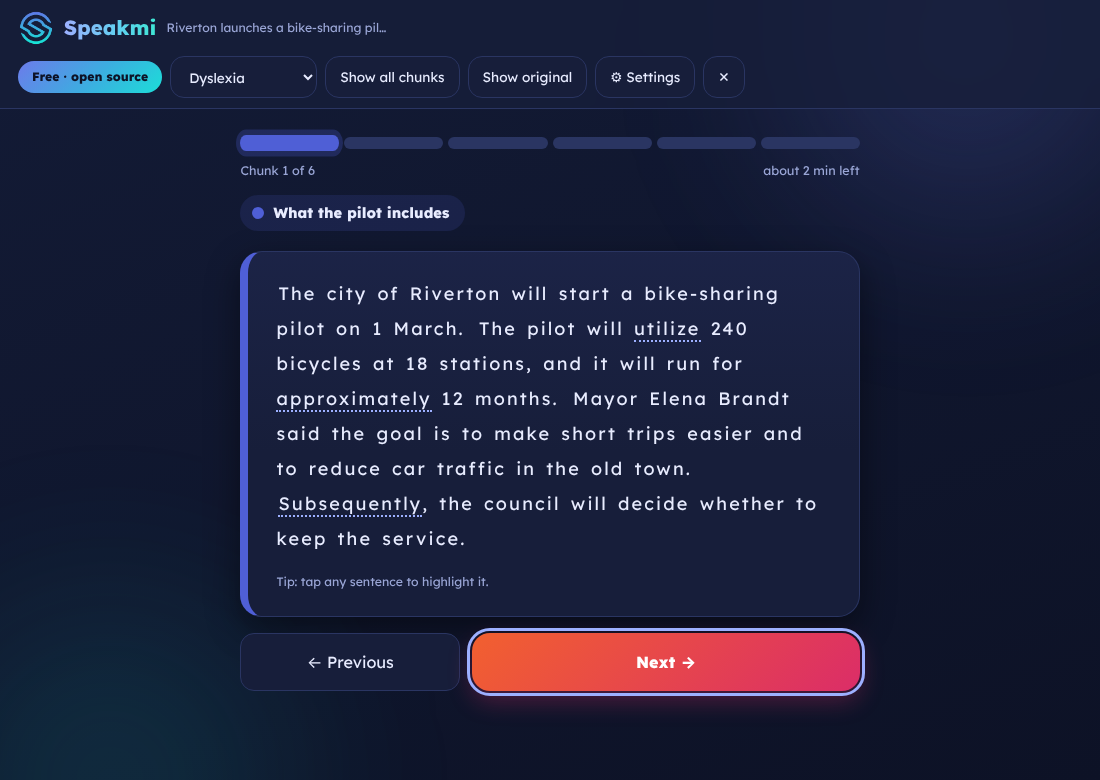 Speakmi Riverton launches a bike-sharing pil…
Free · open source Dyslexia Show all chunks Show original ⚙ Settings ✕
Chunk 1 of 6 about 2 min left
What the pilot includes
The city of Riverton will start a bike-sharing
pilot on 1 March. The pilot will utilize 240
bicycles at 18 stations, and it will run for
approximately 12 months. Mayor Elena Brandt
said the goal is to make short trips easier and
to reduce car traffic in the old town.
Subsequently, the council will decide whether to
keep the service.
Tip: tap any sentence to highlight it.
← Previous Next →